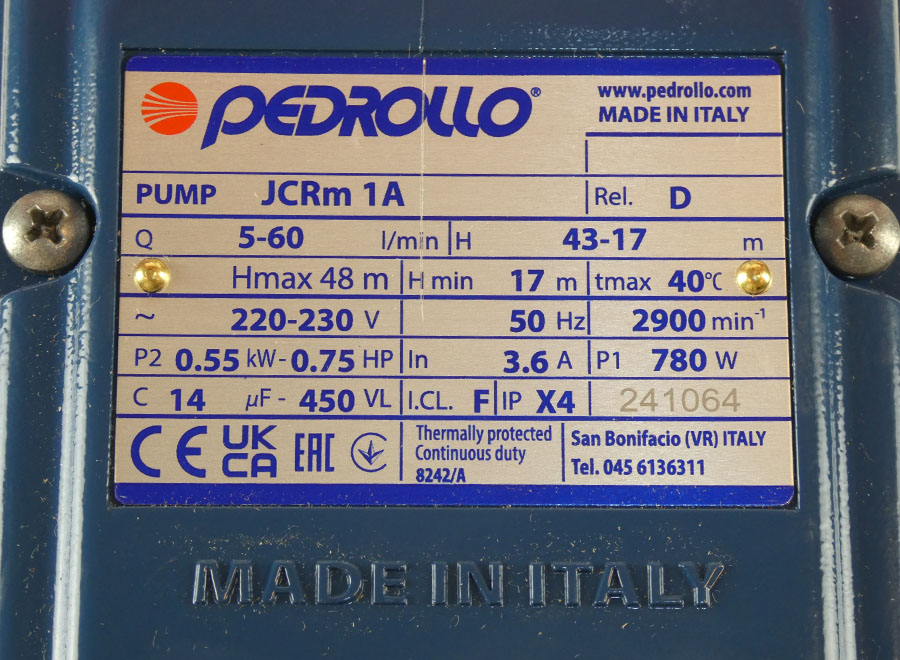 PEDROLLO®
www.pedrollo.com
MADE IN ITALY
PUMP JCRm 1A Rel. D
Q 5-60 l/min H 43-17 m
Hmax 48 m H min 17 m tmax 40°C
~ 220-230 V 50 Hz 2900 min⁻¹
P2 0.55 kW - 0.75 HP In 3.6 A P1 780 W
C 14 µF - 450 VL I.CL. F IP X4 241064
CE UK CA EAC
Thermally protected
Continuous duty
8242/A
San Bonifacio (VR) ITALY
Tel. 045 6136311
MADE IN ITALY